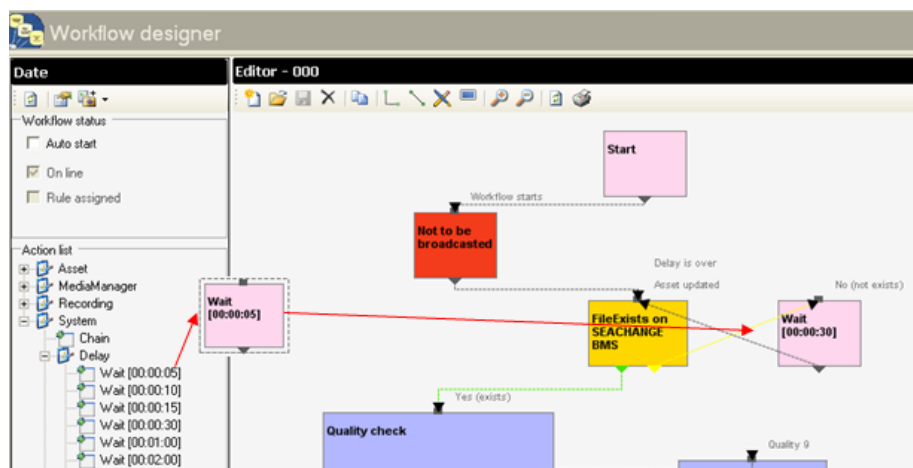 Workflow designer
Date
Editor - 000
Workflow status
Auto start
On line
Rule assigned
Action list
Asset
MediaManager
Recording
System
Chain
Delay
Wait [00:00:05]
Wait [00:00:10]
Wait [00:00:15]
Wait [00:00:30]
Wait [00:01:00]
Wait [00:02:00]
Wait
[00:00:05]
Start
Workflow starts
Not to be
broadcasted
Delay is over
Asset updated
No (not exists)
FileExists on
SEACHANGE
BMS
Wait
[00:00:30]
Yes (exists)
Quality check
Quality 9